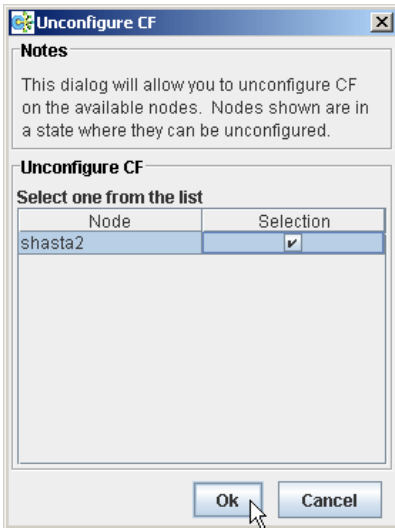 Unconfigure CF
Notes
This dialog will allow you to unconfigure CF
on the available nodes. Nodes shown are in
a state where they can be unconfigured.
Unconfigure CF
Select one from the list
Node Selection
shasta2
Ok Cancel